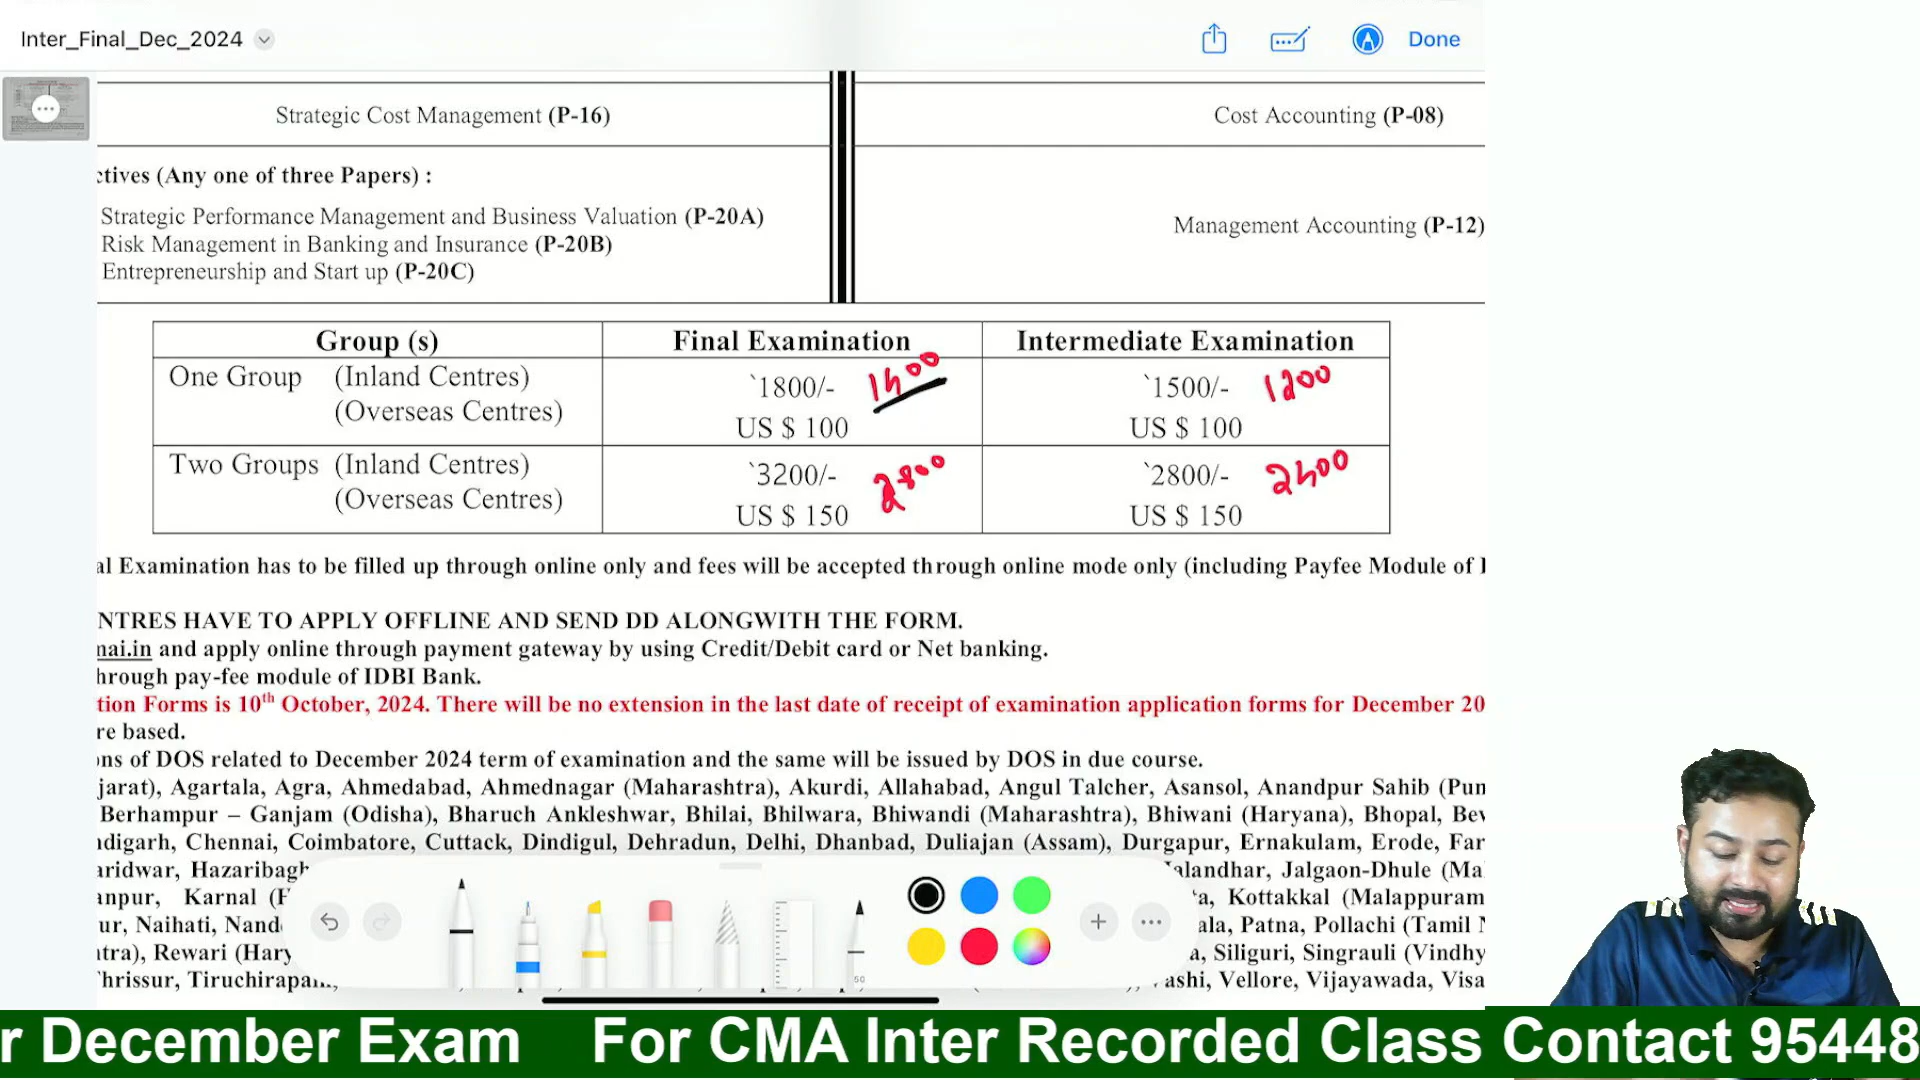 Inter_Final_Dec_2024
Done
Strategic Cost Management (P-16)
Cost Accounting (P-08)
ctives (Any one of three Papers) :
Strategic Performance Management and Business Valuation (P-20A)
Management Accounting (P-12)
Risk Management in Banking and Insurance (P-20B)
Entrepreneurship and Start up (P-20C)
Group (s) Final Examination Intermediate Examination
One Group (Inland Centres) `1800/- 1400 `1500/- 1200
(Overseas Centres) US $ 100 US $ 100
Two Groups (Inland Centres) `3200/- 2800 `2800/- 2400
(Overseas Centres) US $ 150 US $ 150
al Examination has to be filled up through online only and fees will be accepted through online mode only (including Payfee Module of
NTRES HAVE TO APPLY OFFLINE AND SEND DD ALONGWITH THE FORM.
nai.in and apply online through payment gateway by using Credit/Debit card or Net banking.
hrough pay-fee module of IDBI Bank.
tion Forms is 10th October, 2024. There will be no extension in the last date of receipt of examination application forms for December 20
re based.
ons of DOS related to December 2024 term of examination and the same will be issued by DOS in due course.
jarat), Agartala, Agra, Ahmedabad, Ahmednagar (Maharashtra), Akurdi, Allahabad, Angul Talcher, Asansol, Anandpur Sahib (Pun
Berhampur – Ganjam (Odisha), Bharuch Ankleshwar, Bhilai, Bhilwara, Bhiwandi (Maharashtra), Bhiwani (Haryana), Bhopal, Bew
ndigarh, Chennai, Coimbatore, Cuttack, Dindigul, Dehradun, Delhi, Dhanbad, Duliajan (Assam), Durgapur, Ernakulam, Erode, Far
aridwar, Hazaribagh alandhar, Jalgaon-Dhule (Ma
anpur, Karnal (H ta, Kottakkal (Malappuram
ur, Naihati, Nand ala, Patna, Pollachi (Tamil N
tra), Rewari (Hary a, Siliguri, Singrauli (Vindhy
Thrissur, Tiruchirapa ashi, Vellore, Vijayawada, Visa
50
r December Exam For CMA Inter Recorded Class Contact 95448